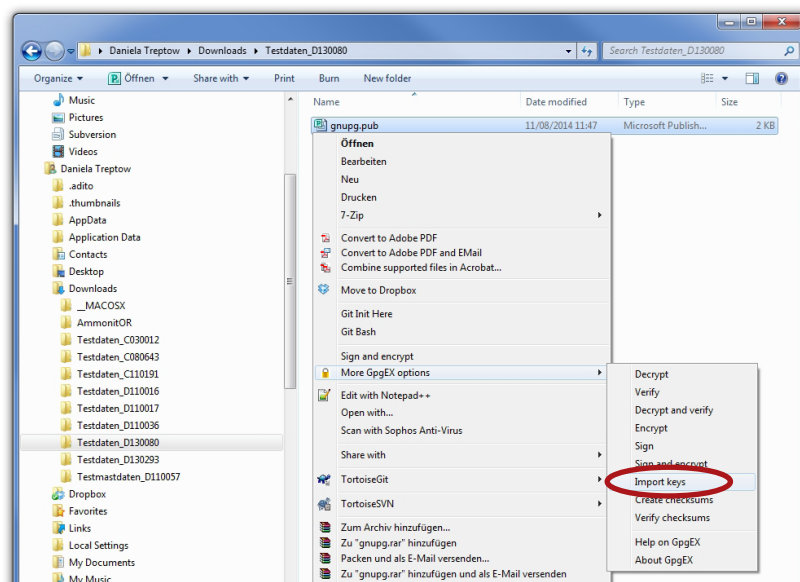 Daniela Treptow Downloads Testdaten_D130080
Search Testdaten_D130080
Organize Öffnen Share with Print Burn New folder
Name Date modified Type Size
gnupg.pub 11/08/2014 11:47 Microsoft Publish... 2 KB
Music
Pictures
Subversion
Videos
Daniela Treptow
.adito
.thumbnails
AppData
Application Data
Contacts
Desktop
Downloads
__MACOSX
AmmonitOR
Testdaten_C030012
Testdaten_C080643
Testdaten_C110191
Testdaten_D110016
Testdaten_D110017
Testdaten_D110036
Testdaten_D130080
Testdaten_D130293
Testmastdaten_D110057
Dropbox
Favorites
Links
Local Settings
My Documents
My Music
Öffnen
Bearbeiten
Neu
Drucken
7-Zip
Convert to Adobe PDF
Convert to Adobe PDF and EMail
Combine supported files in Acrobat...
Move to Dropbox
Git Init Here
Git Bash
Sign and encrypt
More GpgEX options
Edit with Notepad++
Open with...
Scan with Sophos Anti-Virus
Share with
TortoiseGit
TortoiseSVN
Zum Archiv hinzufügen...
Zu "gnupg.rar" hinzufügen
Packen und als E-Mail versenden...
Zu "gnupg.rar" hinzufügen und als E-Mail versenden
Decrypt
Verify
Decrypt and verify
Encrypt
Sign
Sign and encrypt
Import keys
Create checksums
Verify checksums
Help on GpgEX
About GpgEX